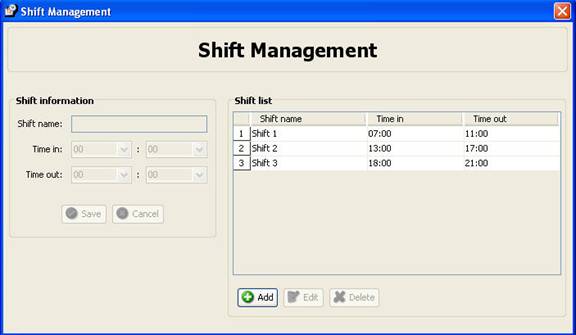 Shift Management
Shift Management
Shift information
Shift name:
Time in: 00 : 00
Time out: 00 : 00
Save Cancel
Shift list
Shift name Time in Time out
1 Shift 1 07:00 11:00
2 Shift 2 13:00 17:00
3 Shift 3 18:00 21:00
Add Edit Delete